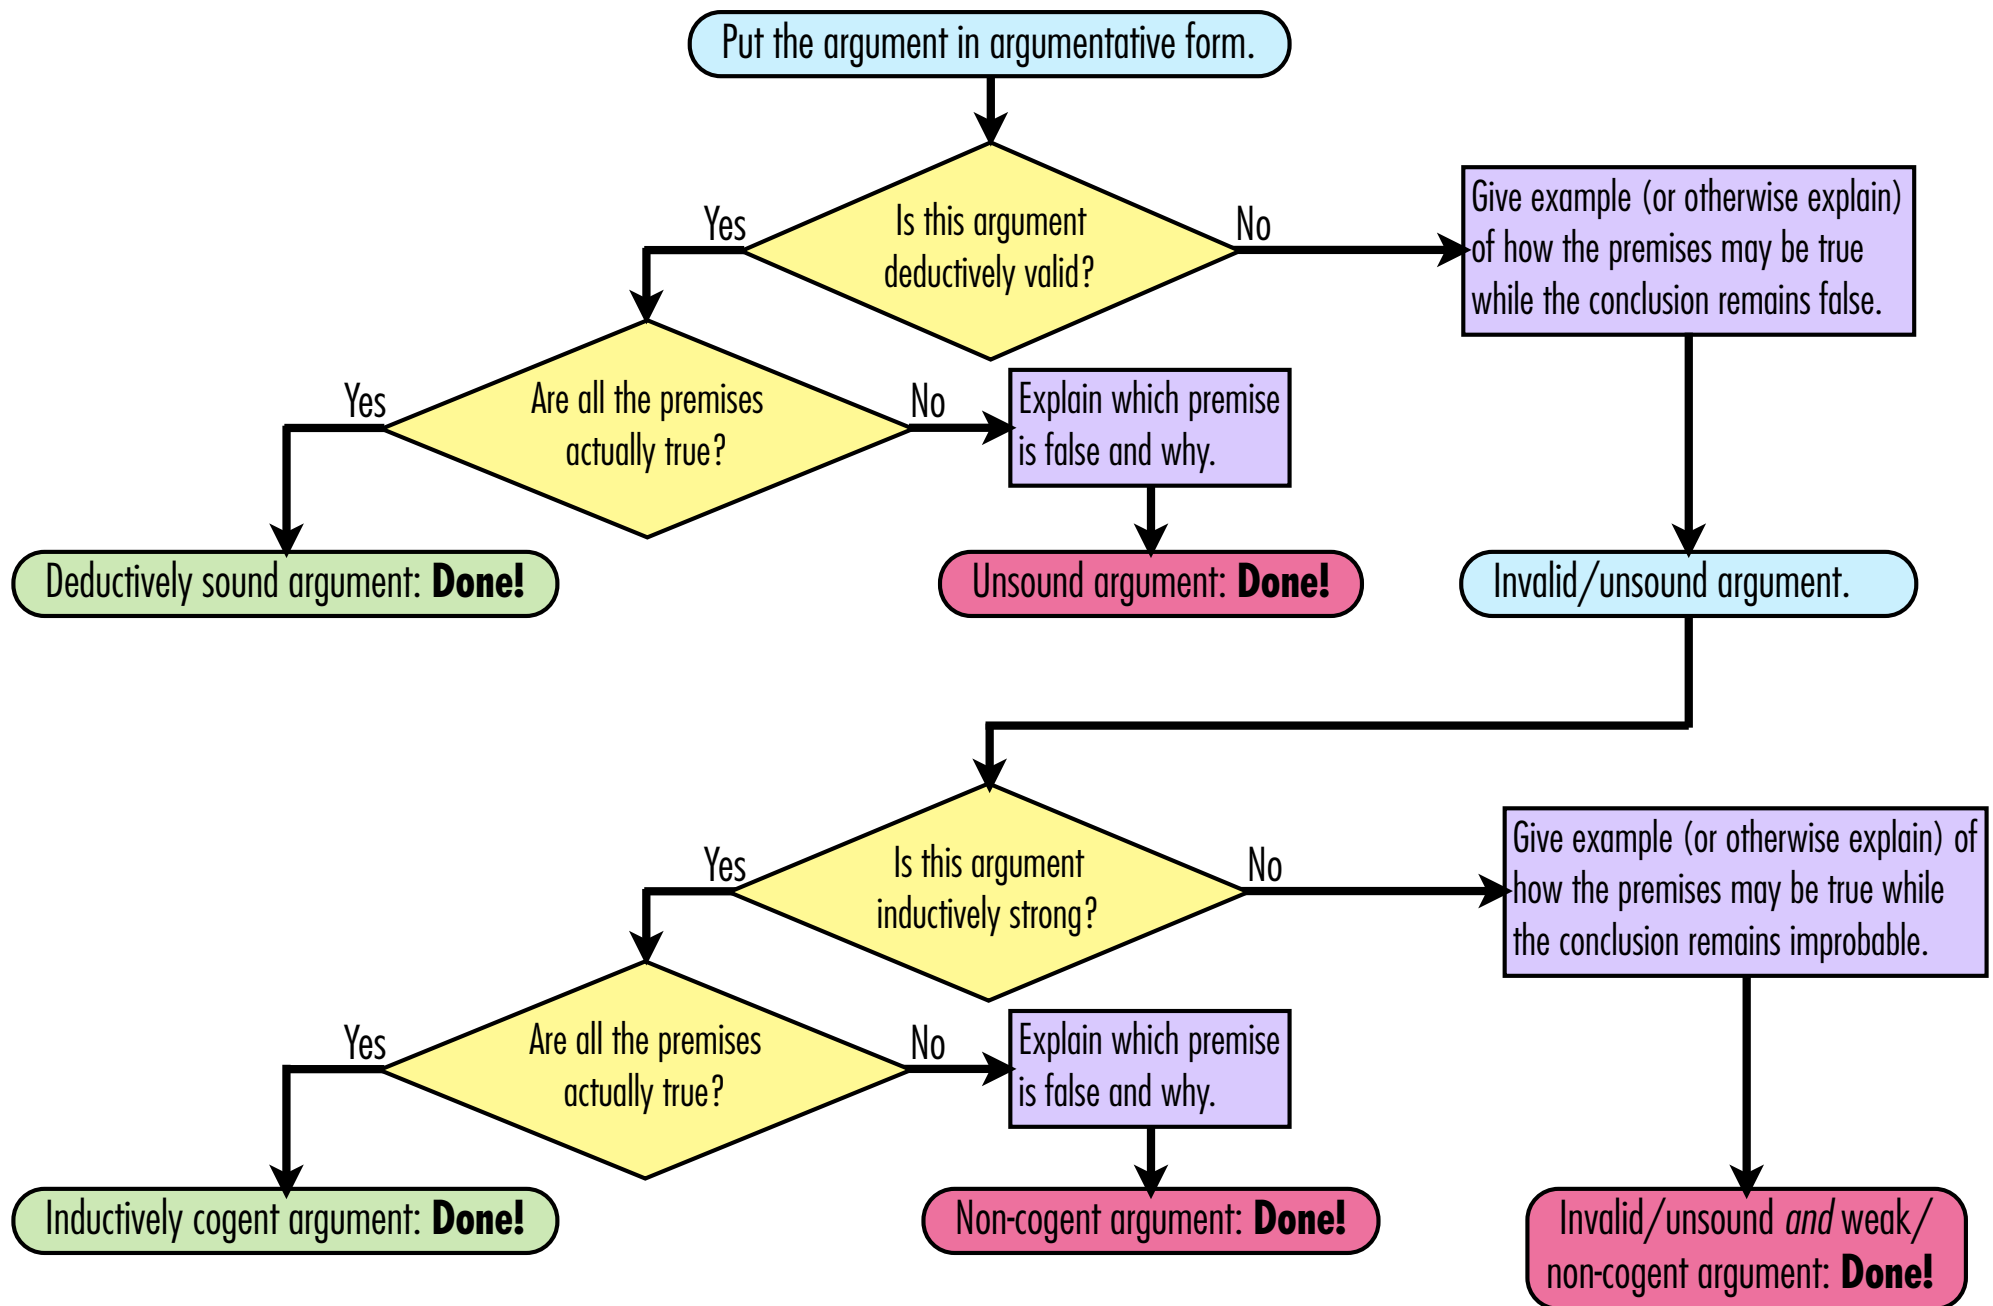 Put the argument in argumentative form.
Is this argument
deductively valid?
Yes
No
Give example (or otherwise explain)
of how the premises may be true
while the conclusion remains false.
Are all the premises
actually true?
Yes
No
Explain which premise
is false and why.
Deductively sound argument: Done!
Unsound argument: Done!
Invalid/unsound argument.
Is this argument
inductively strong?
Yes
No
Give example (or otherwise explain) of
how the premises may be true while
the conclusion remains improbable.
Are all the premises
actually true?
Yes
No
Explain which premise
is false and why.
Inductively cogent argument: Done!
Non-cogent argument: Done!
Invalid/unsound and weak/
non-cogent argument: Done!